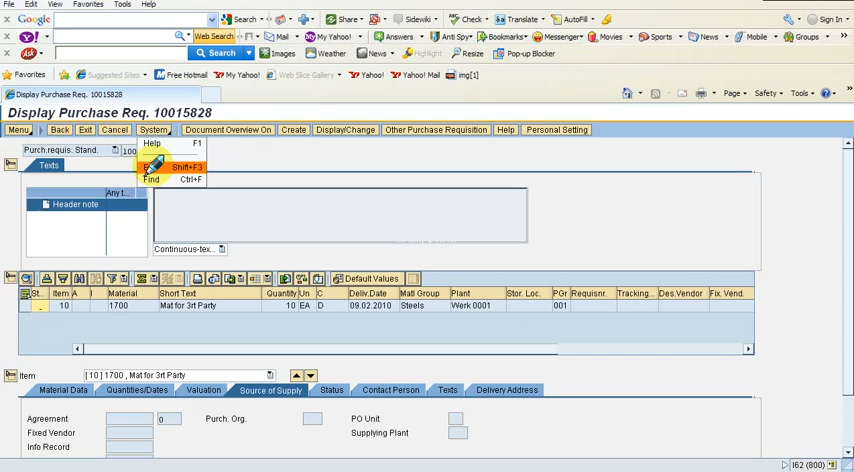 File Edit View Favorites Tools Help
Google Search Share Sidewiki Check Translate AutoFill Sign In
Y! Web Search Mail My Yahoo! Answers Anti Spy Bookmarks Messenger Movies Sports News Mobile Groups
Ask Search Images Weather News Highlight Resize Pop-up Blocker
Favorites Suggested Sites Free Hotmail My Yahoo! Web Slice Gallery Yahoo! Yahoo! Mail img[1]
Display Purchase Req. 10015828 Page Safety Tools
Display Purchase Req. 10015828
Menu Back Exit Cancel System Document Overview On Create Display/Change Other Purchase Requisition Help Personal Setting
Help F1
Purch.requis. Stand. 100
Texts Shift+F3
Find Ctrl+F
Any t...
Header note
Continuous-tex...
Default Values
St... Item A I Material Short Text Quantity Un C Deliv.Date Matl Group Plant Stor. Loc. PGr Requisnr. Tracking... Des.Vendor Fix. Vend.
10 1700 Mat for 3rt Party 10 EA D 09.02.2010 Steels Werk 0001 001
Item [ 10 ] 1700 , Mat for 3rt Party
Material Data Quantities/Dates Valuation Source of Supply Status Contact Person Texts Delivery Address
Agreement 0 Purch. Org. PO Unit
Fixed Vendor Supplying Plant
Info Record
I62 (800)